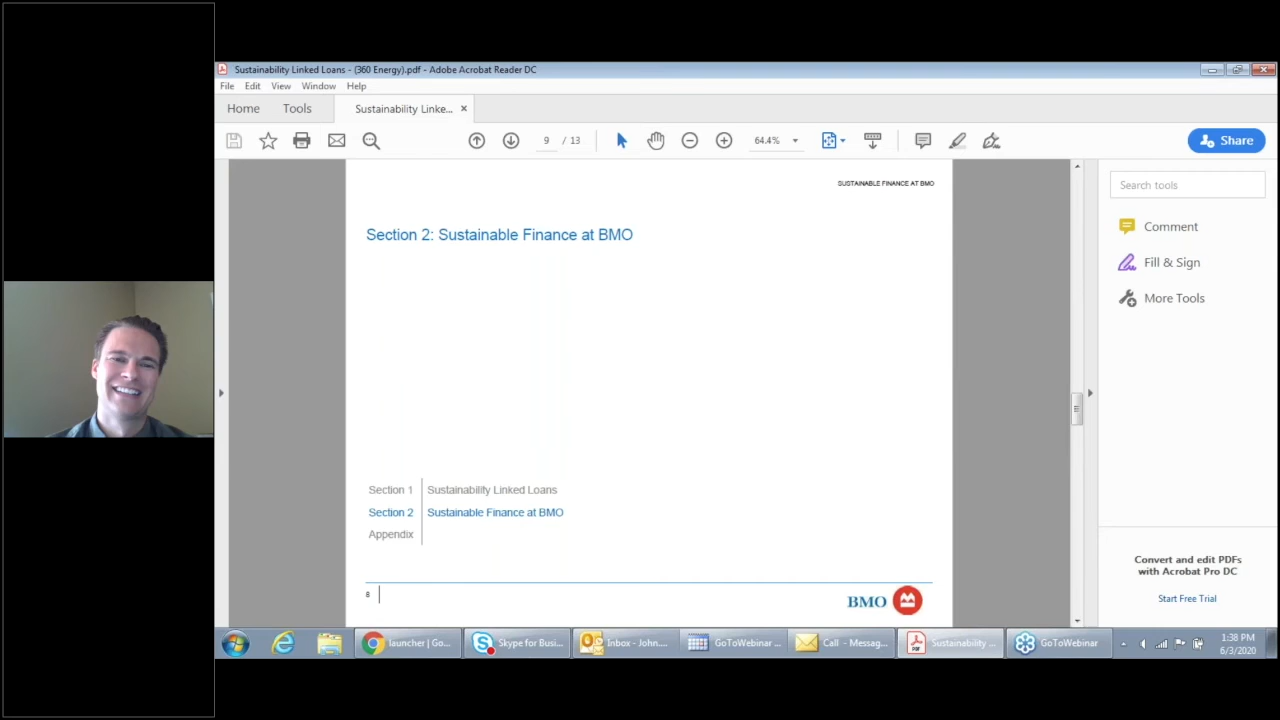 Sustainability Linked Loans - (360 Energy).pdf - Adobe Acrobat Reader DC
File Edit View Window Help
Home Tools Sustainability Linke... ×
9 / 13 64.4% Share
SUSTAINABLE FINANCE AT BMO
Search tools
Section 2: Sustainable Finance at BMO
Comment
Fill & Sign
More Tools
Section 1 Sustainability Linked Loans
Section 2 Sustainable Finance at BMO
Appendix
Convert and edit PDFs
with Acrobat Pro DC
Start Free Trial
8
BMO
launcher | Go... Skype for Busi... Inbox - John.... GoToWebinar ... Call - Messag... Sustainability ... GoToWebinar
1:38 PM
6/3/2020